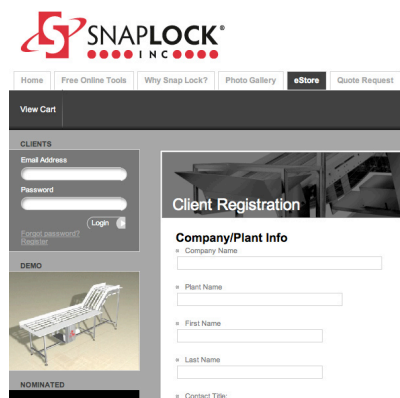 SNAPLOCK®
INC
Home
Free Online Tools
Why Snap Lock?
Photo Gallery
eStore
Quote Request
View Cart
CLIENTS
Email Address
Password
Login
Forgot password?
Register
DEMO
NOMINATED
Client Registration
Company/Plant Info
Company Name
Plant Name
First Name
Last Name
Contact Title: